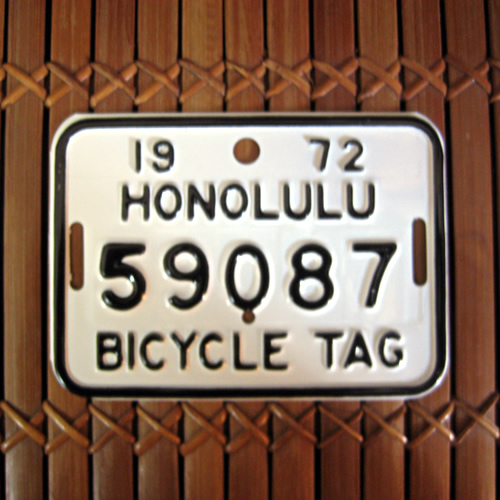 19 72
HONOLULU
59087
BICYCLE TAG